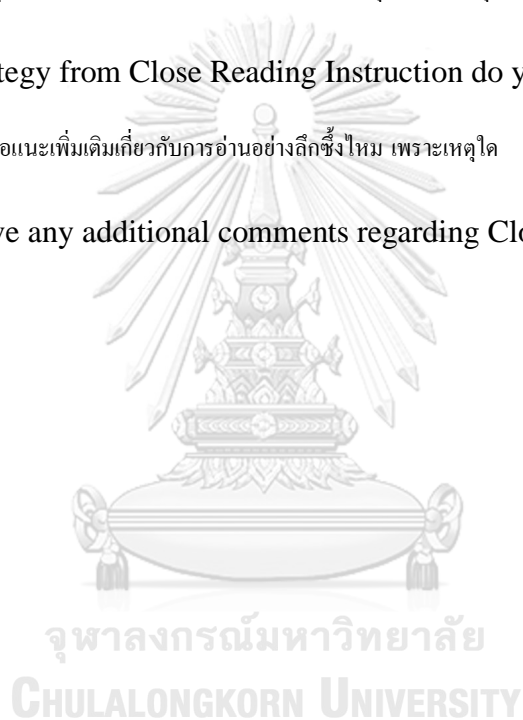 tegy from Close Reading Instruction do y
อแนะเพิ่มเติมเกี่ยวกับการอ่านอย่างลึกซึ้งไหม เพราะเหตุใด
ve any additional comments regarding Clo
จุฬาลงกรณ์มหาวิทยาลัย
CHULALONGKORN UNIVERSITY